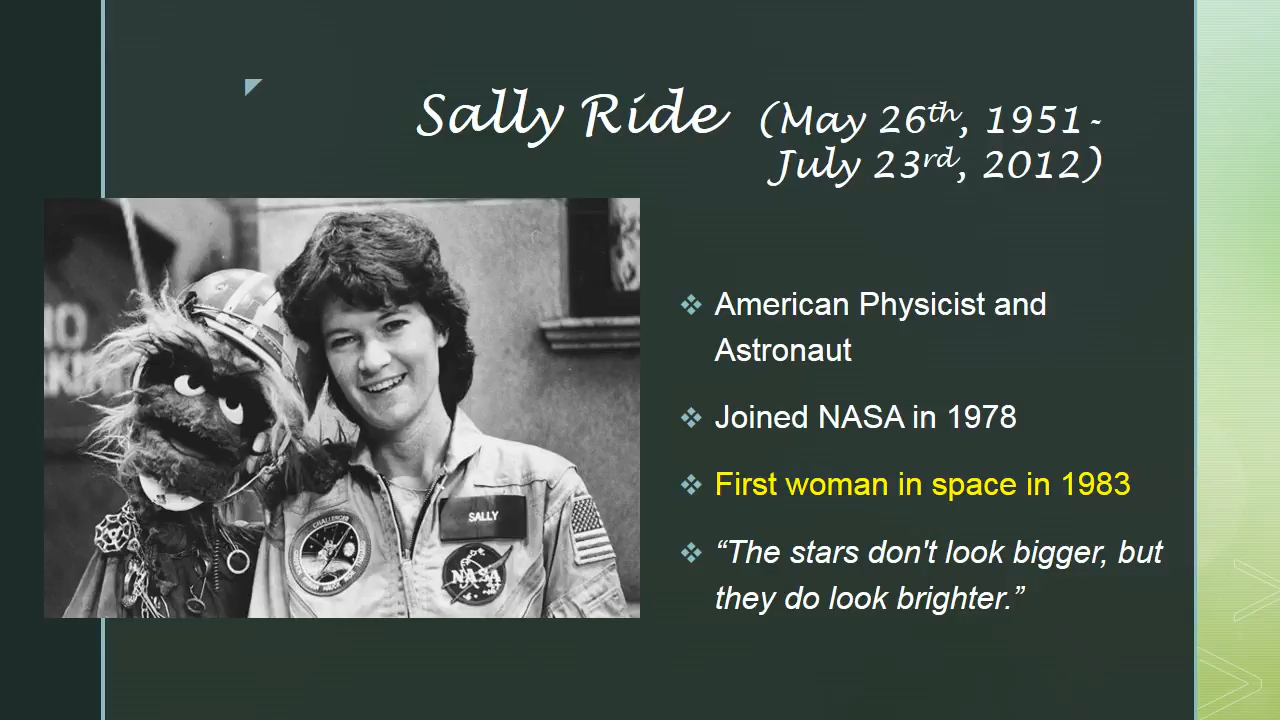 Sally Ride (May 26th, 1951-
July 23rd, 2012)
American Physicist and
Astronaut
Joined NASA in 1978
First woman in space in 1983
“The stars don't look bigger, but
they do look brighter.”
CHALLENGER
SALLY
NASA